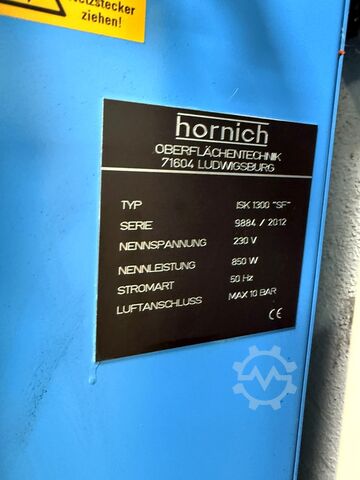 Netzstecker
ziehen!
hornich
OBERFLÄCHENTECHNIK
71604 LUDWIGSBURG
TYP ISK 1300 "SF"
SERIE 9884 / 2012
NENNSPANNUNG 230 V
NENNLEISTUNG 850 W
STROMART 50 Hz
LUFTANSCHLUSS MAX 10 BAR
CE